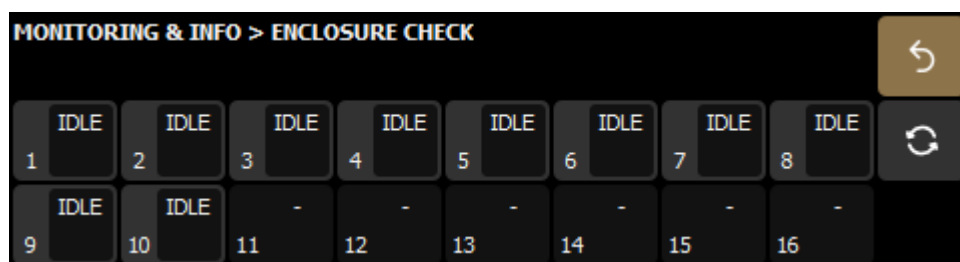 MONITORING & INFO > ENCLOSURE CHECK
IDLE IDLE IDLE IDLE IDLE IDLE IDLE IDLE
1 2 3 4 5 6 7 8
IDLE IDLE - - - - - -
9 10 11 12 13 14 15 16